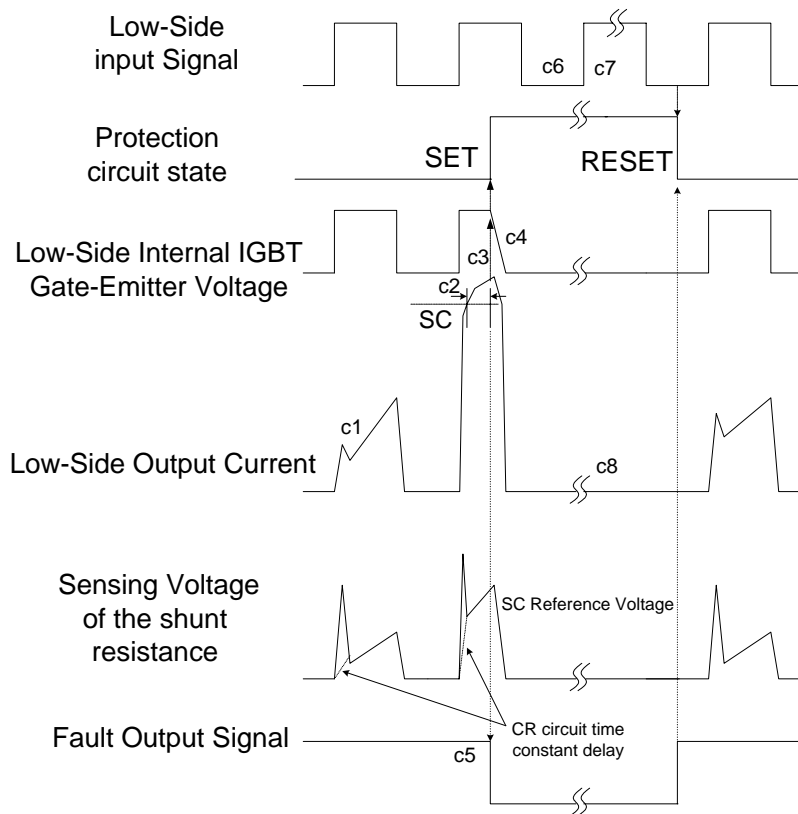 Low-Side
input Signal
c6
c7
Protection
circuit state
SET
RESET
Low-Side Internal IGBT
Gate-Emitter Voltage
c4
c3
c2
SC
c1
Low-Side Output Current
c8
Sensing Voltage
of the shunt
resistance
SC Reference Voltage
Fault Output Signal
c5
CR circuit time
constant delay